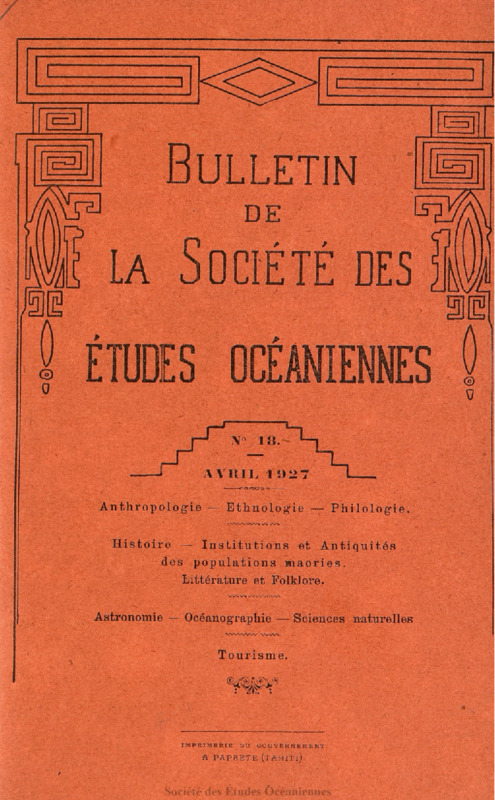 BULLETIN
DE
LA SOCIÉTÉ DES
ÉTUDES OCÉANIENNES
N° 18.
AVRIL 1927
Anthropologie — Ethnologie — Philologie.
Histoire — Institutions et Antiquités
des populations maories.
Littérature et Folklore.
Astronomie — Océanographie — Sciences naturelles
Tourisme.
IMPRIMERIE DU GOUVERNEMENT
A PAPEETE (TAHITI)
Société des Etudes Océaniennes